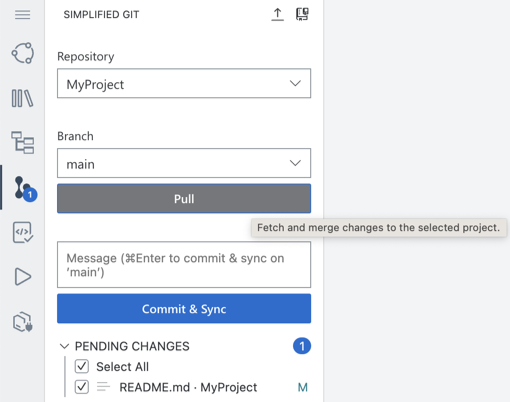 SIMPLIFIED GIT
Repository
MyProject
Branch
main
1
Pull
Fetch and merge changes to the selected project.
Message (⌘Enter to commit & sync on
‘main’)
Commit & Sync
PENDING CHANGES 1
Select All
README.md · MyProject M